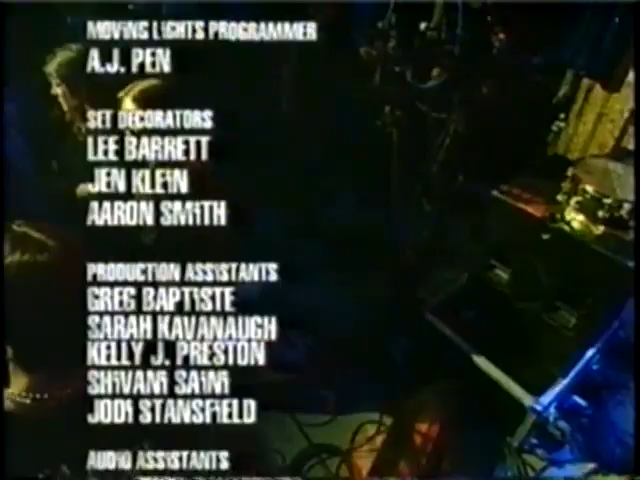 MOVING LIGHTS PROGRAMMER
A.J. PEN
SET DECORATORS
LEE BARRETT
JEN KLEIN
AARON SMITH
PRODUCTION ASSISTANTS
GREG BAPTISTE
SARAH KAVANAUGH
KELLY J. PRESTON
SHIVANI SAINI
JODI STANSFIELD
AUDIO ASSISTANTS